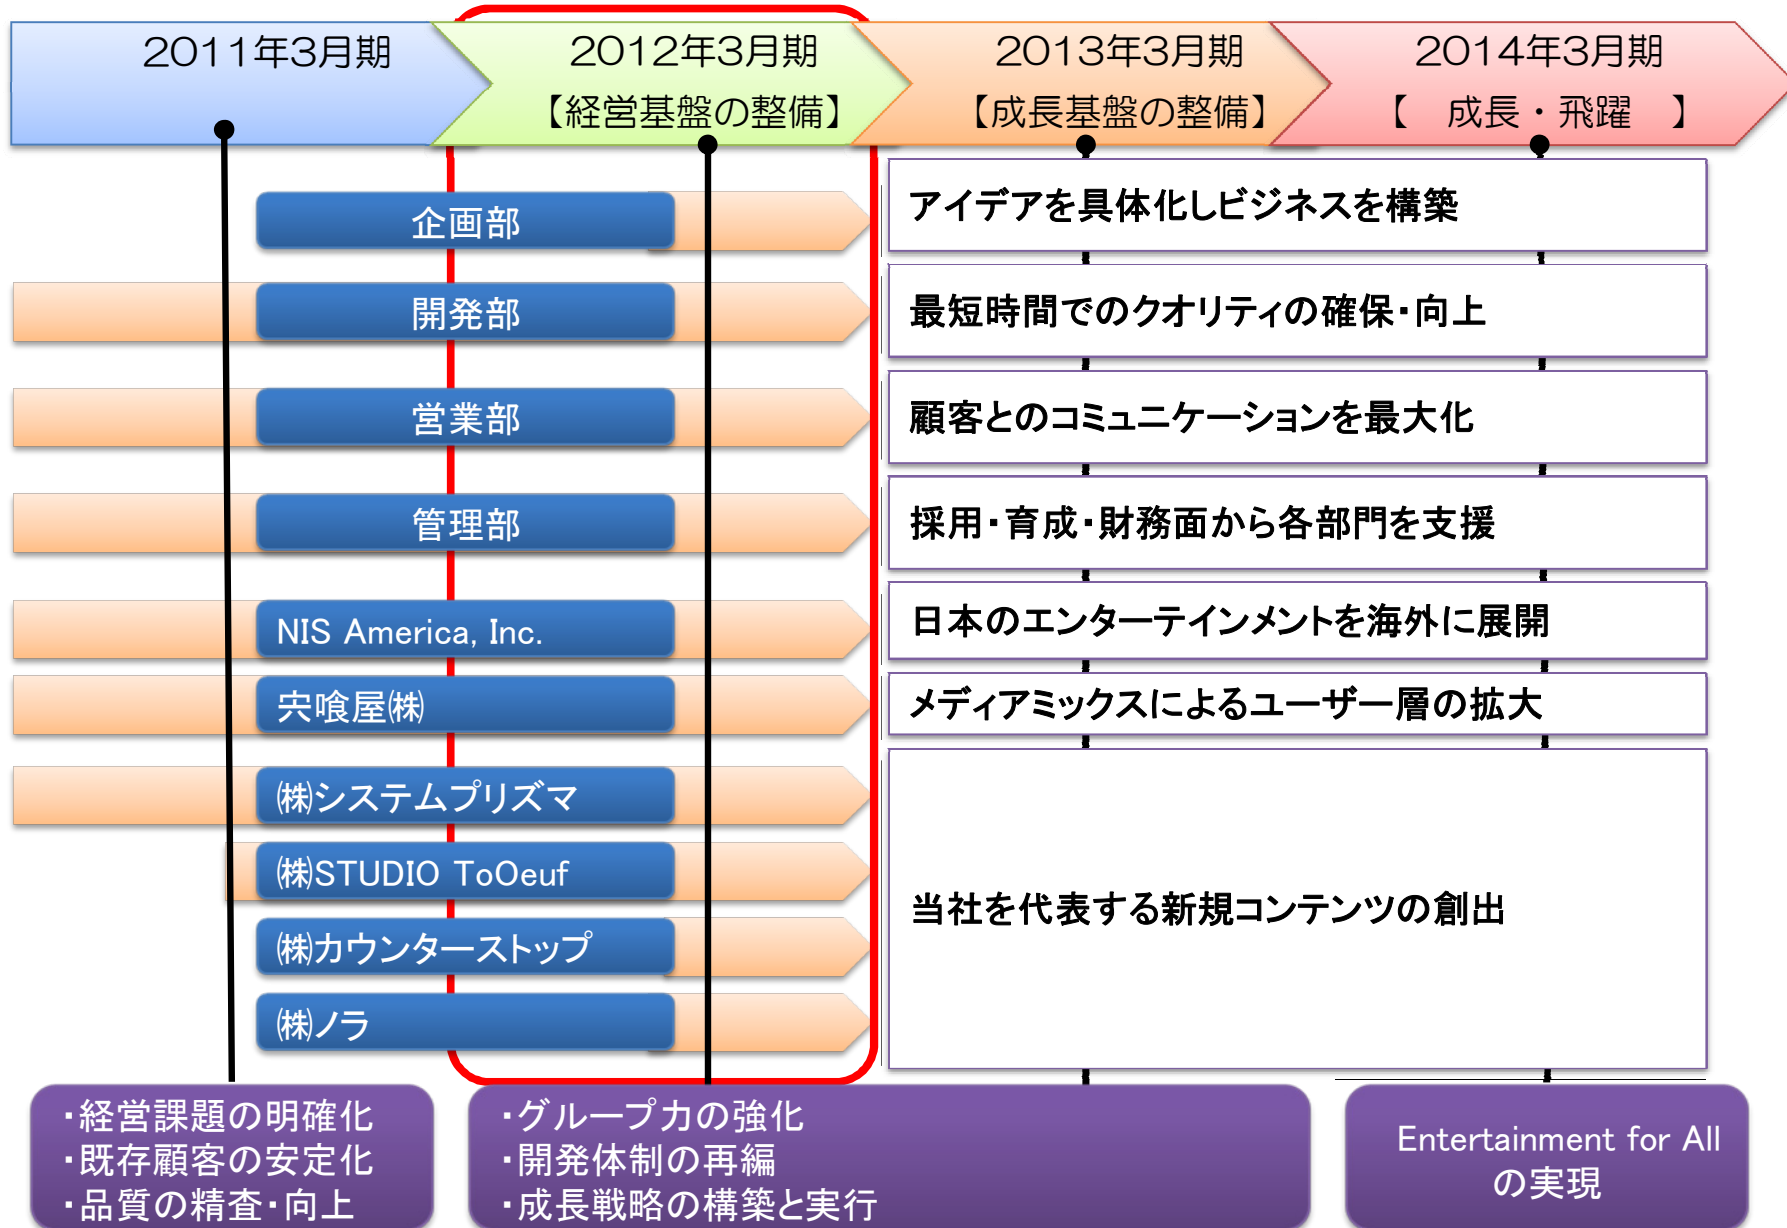 2011年3月期
2012年3月期
【経営基盤の整備】
2013年3月期
【成長基盤の整備】
2014年3月期
【　成長・飛躍　】
企画部
アイデアを具体化しビジネスを構築
開発部
最短時間でのクオリティの確保・向上
営業部
顧客とのコミュニケーションを最大化
管理部
採用・育成・財務面から各部門を支援
NIS America, Inc.
日本のエンターテインメントを海外に展開
宍喰屋㈱
メディアミックスによるユーザー層の拡大
㈱システムプリズマ
㈱STUDIO ToOeuf
㈱カウンターストップ
㈱ノラ
当社を代表する新規コンテンツの創出
・経営課題の明確化
・既存顧客の安定化
・品質の精査・向上
・グループ力の強化
・開発体制の再編
・成長戦略の構築と実行
Entertainment for All
の実現